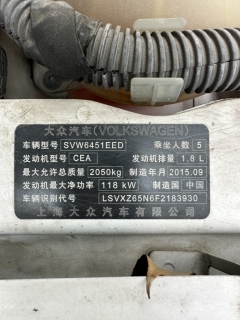 大众汽车(VOLKSWAGEN)
车辆型号 SVW6451EED 乘坐人数 5
发动机型号 CEA 发动机排量 1.8 L
最大允许总质量 2050kg 制造年月 2015.09
发动机最大净功率 118 kW 制造国 中国
车辆识别代号 LSVXZ65N6F2183930
上海大众汽车有限公司